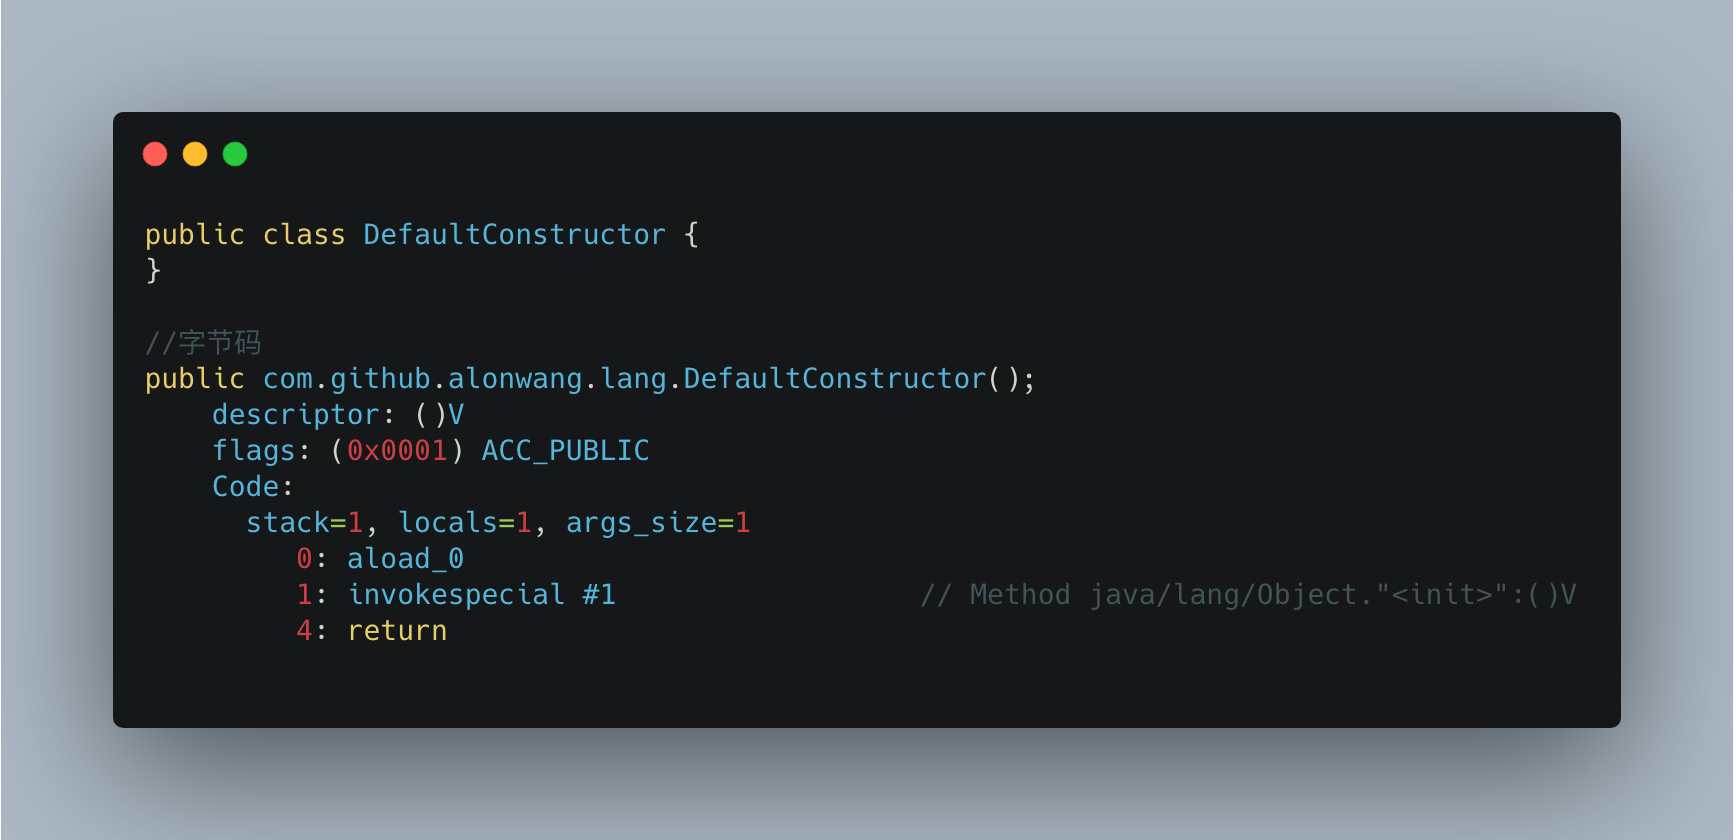 public class DefaultConstructor {
}
//字节码
public com.github.alonwang.lang.DefaultConstructor();
descriptor: ()V
flags: (0x0001) ACC_PUBLIC
Code:
stack=1, locals=1, args_size=1
0: aload_0
1: invokespecial #1 // Method java/lang/Object."<init>":()V
4: return